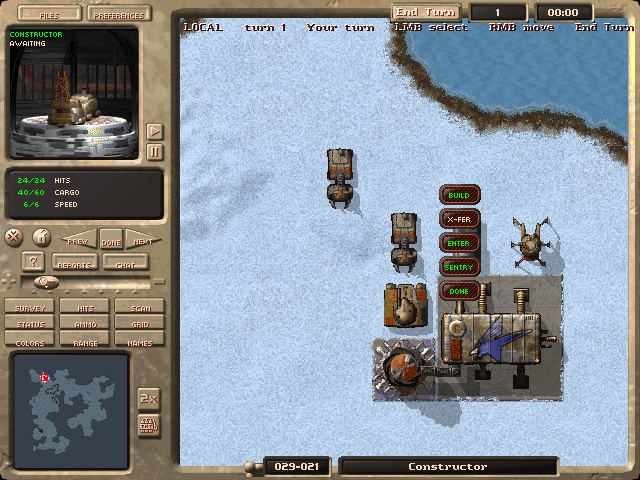 FILES PREFERENCES End Turn 1 00:00
LOCAL turn 1 Your turn LMB select RMB move End Turn
CONSTRUCTOR
AWAITING
24/24 HITS
40/60 CARGO
6/6 SPEED
BUILD
X-FER
ENTER
SENTRY
DONE
PREV DONE NEXT
? REPORTS CHAT
SURVEY HITS SCAN
STATUS AMMO GRID
COLORS RANGE NAMES
2x
029-021 Constructor